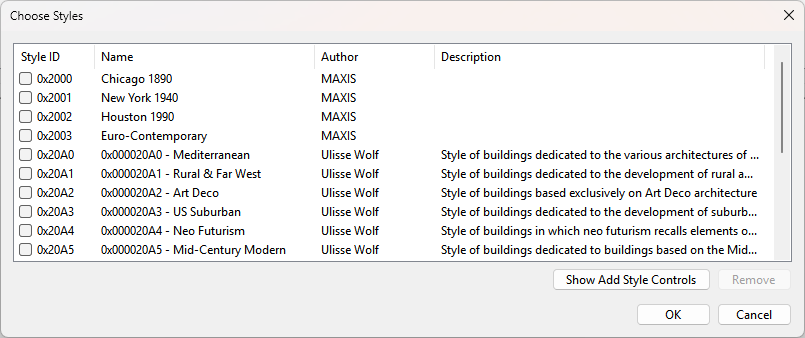 Choose Styles
Style ID Name Author Description
0x2000 Chicago 1890 MAXIS
0x2001 New York 1940 MAXIS
0x2002 Houston 1990 MAXIS
0x2003 Euro-Contemporary MAXIS
0x20A0 0x000020A0 - Mediterranean Ulisse Wolf Style of buildings dedicated to the various architectures of ...
0x20A1 0x000020A1 - Rural & Far West Ulisse Wolf Style of buildings dedicated to the development of rural a...
0x20A2 0x000020A2 - Art Deco Ulisse Wolf Style of buildings based exclusively on Art Deco architecture
0x20A3 0x000020A3 - US Suburban Ulisse Wolf Style of buildings dedicated to the development of suburb...
0x20A4 0x000020A4 - Neo Futurism Ulisse Wolf Style of buildings in which neo futurism recalls elements o...
0x20A5 0x000020A5 - Mid-Century Modern Ulisse Wolf Style of buildings dedicated to buildings based on the Mid...
Show Add Style Controls Remove
OK Cancel